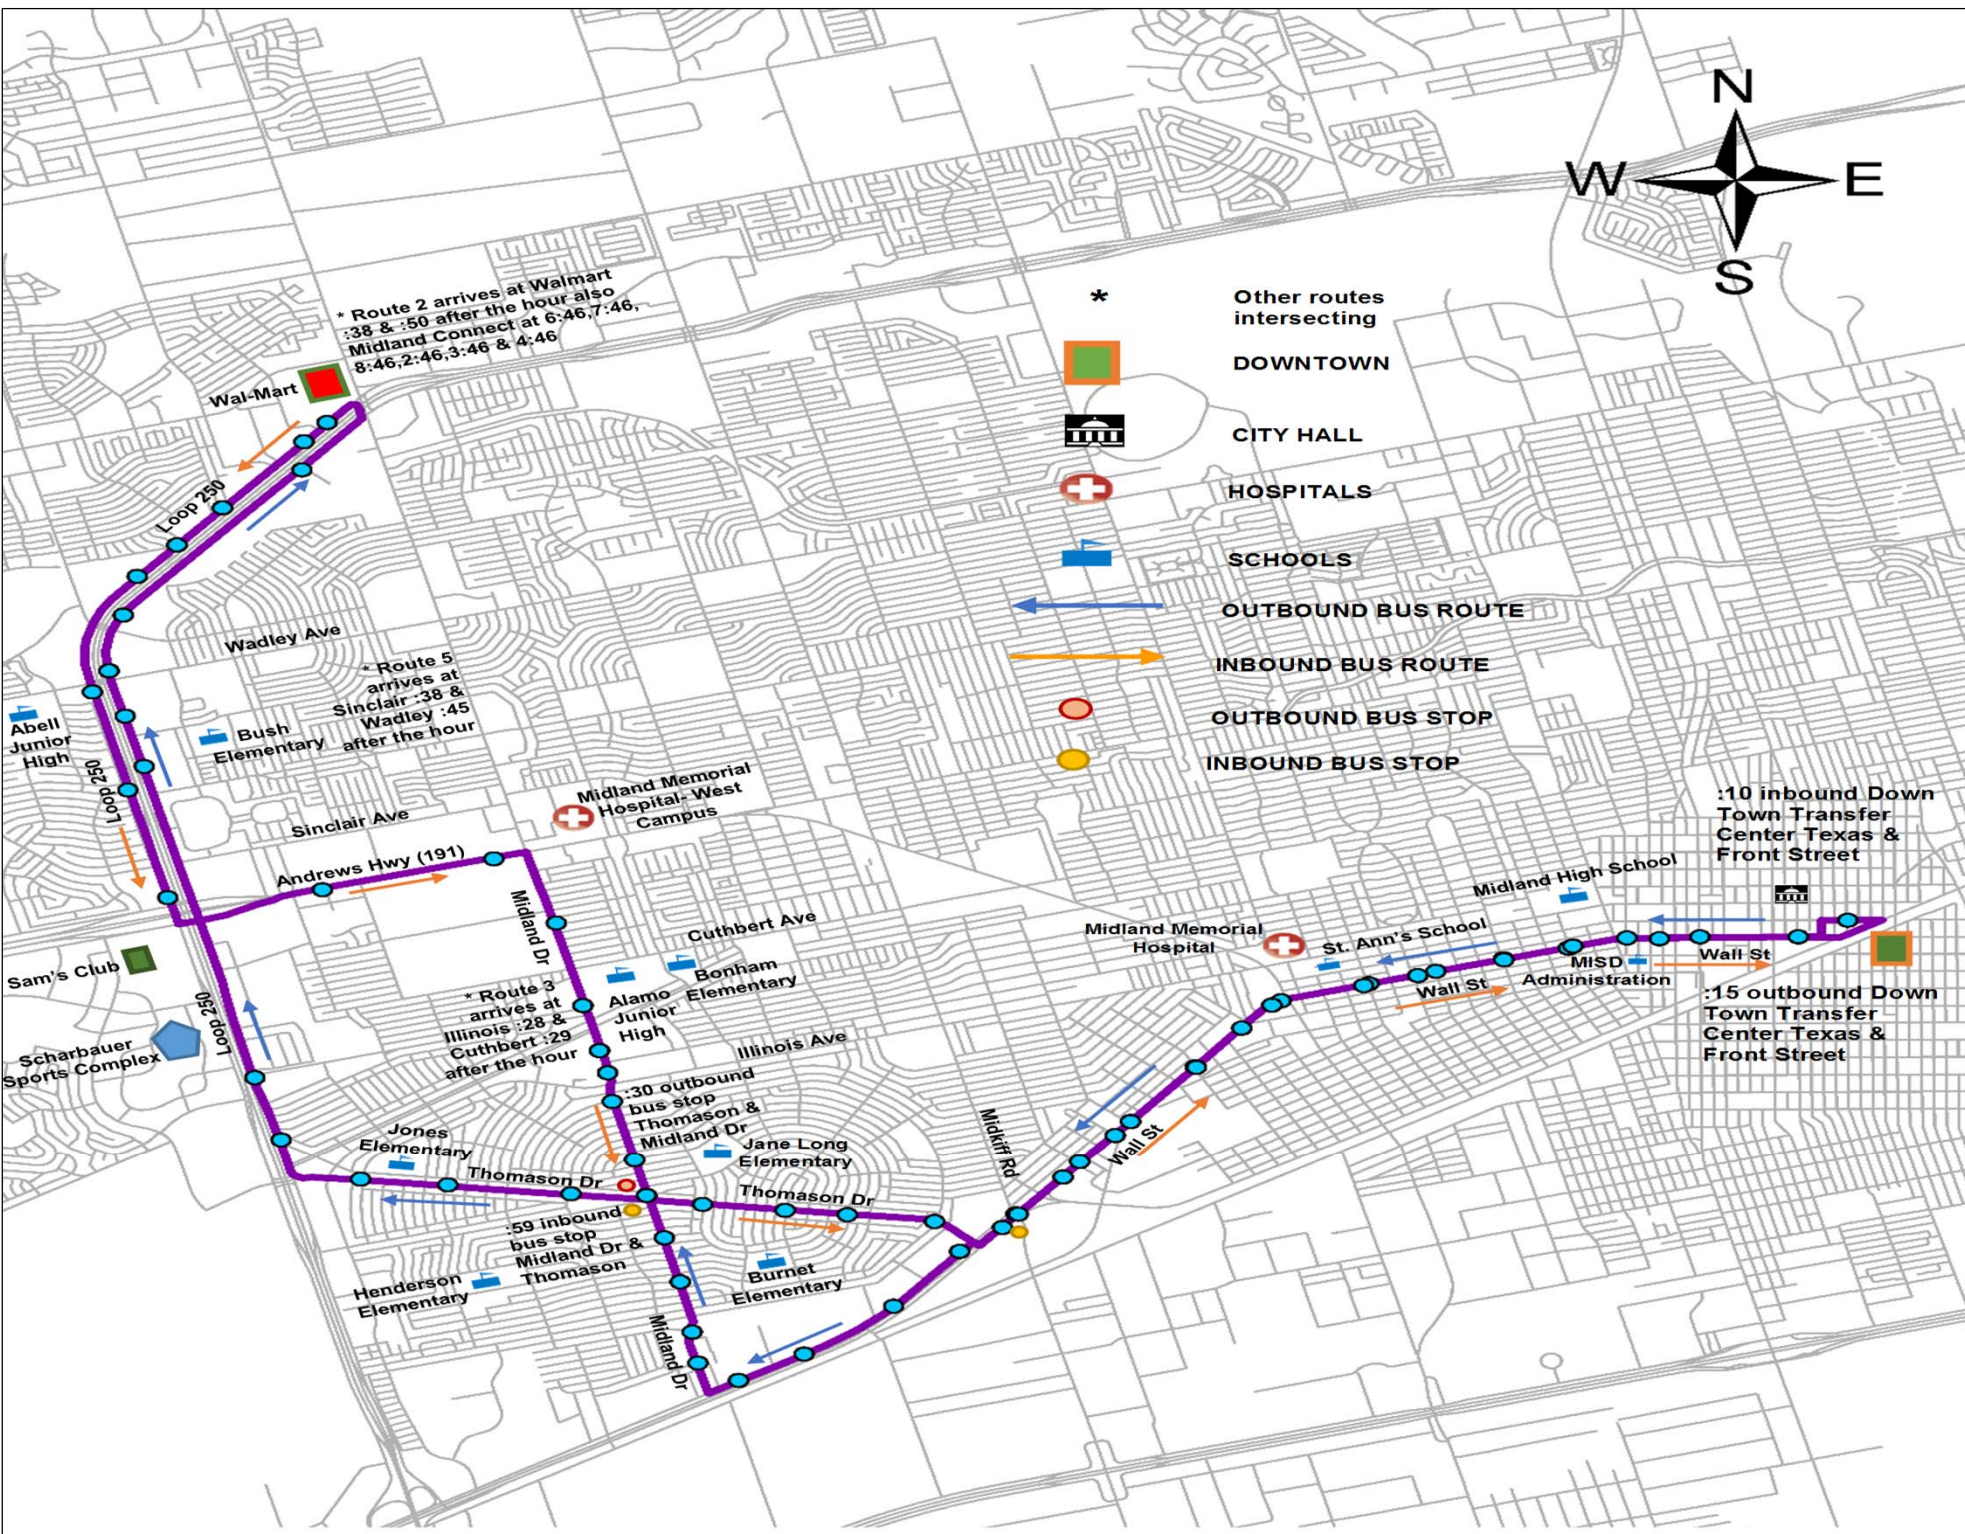 N
W
E
S
* Route 2 arrives at Walmart
:38 & :50 after the hour also
Midland Connect at 6:46,7:46,
8:46,2:46,3:46 & 4:46
Wal-Mart
*
Other routes
intersecting
DOWNTOWN
CITY HALL
HOSPITALS
SCHOOLS
OUTBOUND BUS ROUTE
INBOUND BUS ROUTE
OUTBOUND BUS STOP
INBOUND BUS STOP
Loop 250
Wadley Ave
* Route 5
arrives at
Sinclair :38 &
Wadley :45
after the hour
Abell
Junior
High
Bush
Elementary
Loop 250
Sinclair Ave
Midland Memorial
Hospital- West
Campus
Andrews Hwy (191)
Midland Dr
Cuthbert Ave
Sam's Club
Bonham
Elementary
Alamo
Junior
High
* Route 3
arrives at
Illinois :28 &
Cuthbert :29
after the hour
Loop 250
Scharbauer
Sports Complex
Illinois Ave
:30 outbound
bus stop
Thomason &
Midland Dr
Jones
Elementary
Jane Long
Elementary
Thomason Dr
Thomason Dr
:59 inbound
bus stop
Midland Dr &
Thomason
Henderson
Elementary
Burnet
Elementary
Midland Dr
Midkiff Rd
Wall St
Midland Memorial
Hospital
St. Ann's School
Midland High School
Wall St
MISD
Administration
Wall St
:10 inbound Down
Town Transfer
Center Texas &
Front Street
:15 outbound Down
Town Transfer
Center Texas &
Front Street